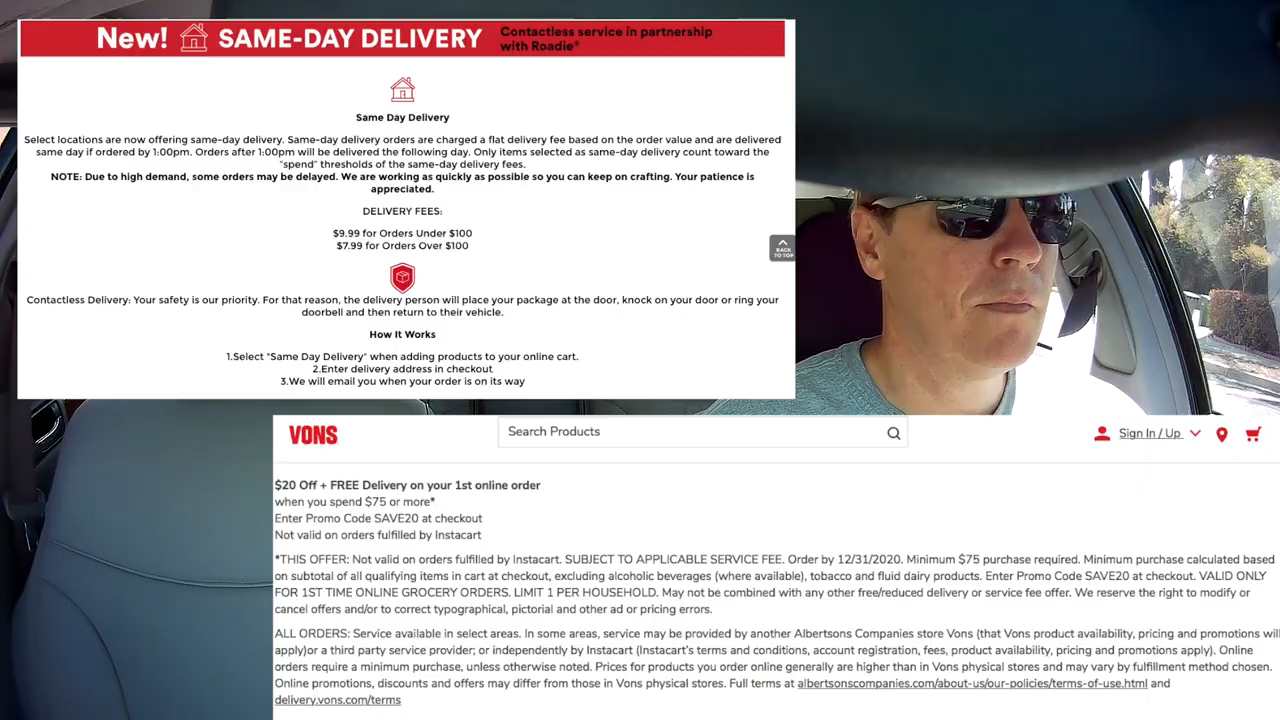 New! SAME-DAY DELIVERY Contactless service in partnership
with Roadie®
Same Day Delivery
Select locations are now offering same-day delivery. Same-day delivery orders are charged a flat delivery fee based on the order value and are delivered
same day if ordered by 1:00pm. Orders after 1:00pm will be delivered the following day. Only items selected as same-day delivery count toward the
"spend" thresholds of the same-day delivery fees.
NOTE: Due to high demand, some orders may be delayed. We are working as quickly as possible so you can keep on crafting. Your patience is
appreciated.
DELIVERY FEES:
$9.99 for Orders Under $100
$7.99 for Orders Over $100
BACK
TO TOP
Contactless Delivery: Your safety is our priority. For that reason, the delivery person will place your package at the door, knock on your door or ring your
doorbell and then return to their vehicle.
How It Works
1.Select "Same Day Delivery" when adding products to your online cart.
2.Enter delivery address in checkout
3.We will email you when your order is on its way
VONS Search Products Sign In / Up
$20 Off + FREE Delivery on your 1st online order
when you spend $75 or more*
Enter Promo Code SAVE20 at checkout
Not valid on orders fulfilled by Instacart
*THIS OFFER: Not valid on orders fulfilled by Instacart. SUBJECT TO APPLICABLE SERVICE FEE. Order by 12/31/2020. Minimum $75 purchase required. Minimum purchase calculated based
on subtotal of all qualifying items in cart at checkout, excluding alcoholic beverages (where available), tobacco and fluid dairy products. Enter Promo Code SAVE20 at checkout. VALID ONLY
FOR 1ST TIME ONLINE GROCERY ORDERS. LIMIT 1 PER HOUSEHOLD. May not be combined with any other free/reduced delivery or service fee offer. We reserve the right to modify or
cancel offers and/or to correct typographical, pictorial and other ad or pricing errors.
ALL ORDERS: Service available in select areas. In some areas, service may be provided by another Albertsons Companies store Vons (that Vons product availability, pricing and promotions will
apply)or a third party service provider; or independently by Instacart (Instacart's terms and conditions, account registration, fees, product availability, pricing and promotions apply). Online
orders require a minimum purchase, unless otherwise noted. Prices for products you order online generally are higher than in Vons physical stores and may vary by fulfillment method chosen.
Online promotions, discounts and offers may differ from those in Vons physical stores. Full terms at albertsonscompanies.com/about-us/our-policies/terms-of-use.html and
delivery.vons.com/terms